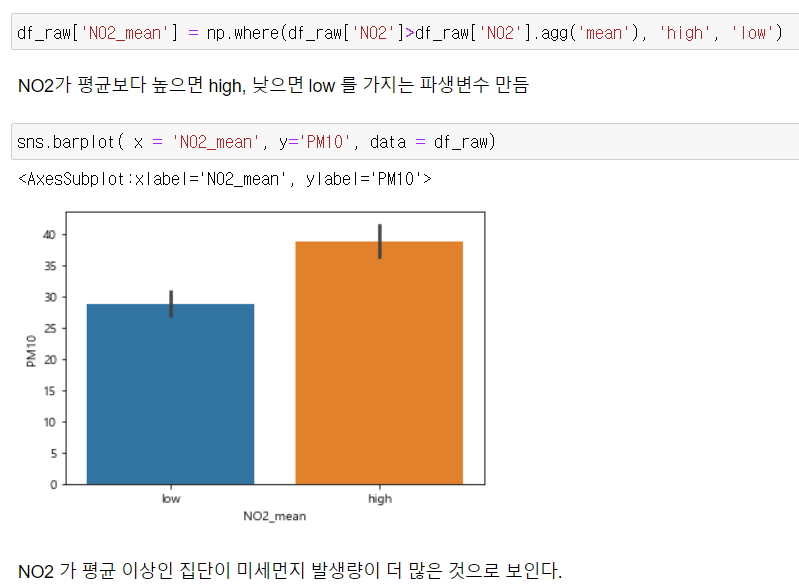 df_raw['NO2_mean'] = np.where(df_raw['NO2']>df_raw['NO2'].agg('mean'), 'high', 'low')
NO2가 평균보다 높으면 high, 낮으면 low 를 가지는 파생변수 만듬
sns.barplot( x = 'NO2_mean', y='PM10', data = df_raw)
<AxesSubplot:xlabel='NO2_mean', ylabel='PM10'>
40
35
30
25
20
15
10
5
0
PM10
low high
NO2_mean
NO2 가 평균 이상인 집단이 미세먼지 발생량이 더 많은 것으로 보인다.